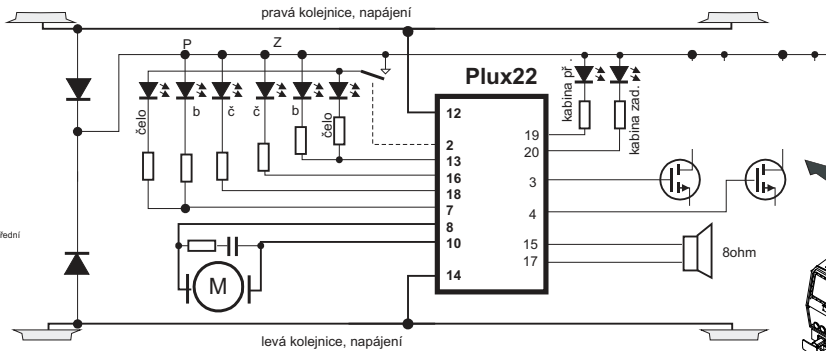 pravá kolejnice, napájení
P
Z
Plux22
kabina př .
kabina zad.
čelo
b
č
č
b
čelo
12
2
13
16
18
7
8
10
14
19
20
3
4
15
17
8ohm
M
řední
levá kolejnice, napájení